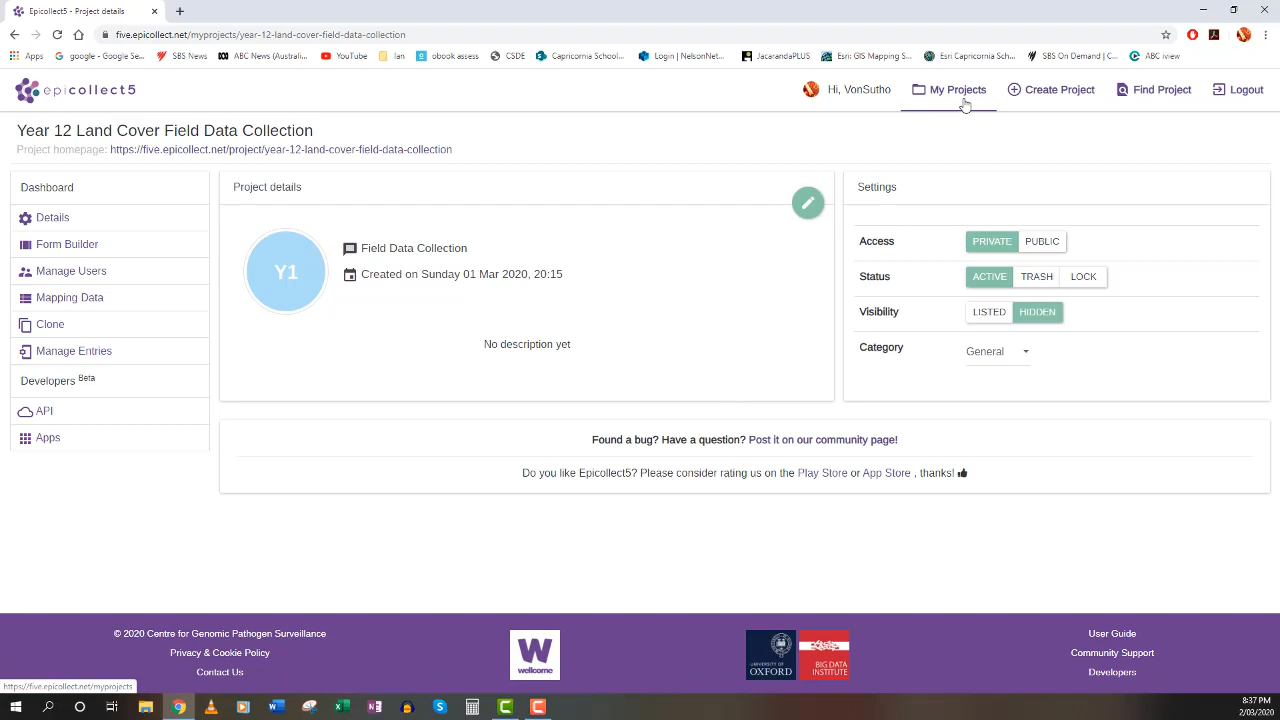 Epicollect5 - Project details
five.epicollect.net/myprojects/year-12-land-cover-field-data-collection
Apps google - Google Se... SBS News ABC News (Australi... YouTube Ian ebook assess CSDE Capricornia School... Login | NelsonNet... JacarandaPLUS Esri: GIS Mapping S... Esri Capricornia Sch... SBS On Demand | C... ABC iview
epicollect5
Hi, VonSutho My Projects Create Project Find Project Logout
Year 12 Land Cover Field Data Collection
Project homepage: https://five.epicollect.net/project/year-12-land-cover-field-data-collection
Dashboard
Details
Form Builder
Manage Users
Mapping Data
Clone
Manage Entries
Developers Beta
API
Apps
Project details
Y1
Field Data Collection
Created on Sunday 01 Mar 2020, 20:15
No description yet
Settings
Access PRIVATE PUBLIC
Status ACTIVE TRASH LOCK
Visibility LISTED HIDDEN
Category General
Found a bug? Have a question? Post it on our community page!
Do you like Epicollect5? Please consider rating us on the Play Store or App Store , thanks!
© 2020 Centre for Genomic Pathogen Surveillance
Privacy & Cookie Policy
Contact Us
W
wellcome
UNIVERSITY OF
OXFORD
BIG DATA
INSTITUTE
User Guide
Community Support
Developers
https://five.epicollect.net/myprojects
8:37 PM
2/03/2020